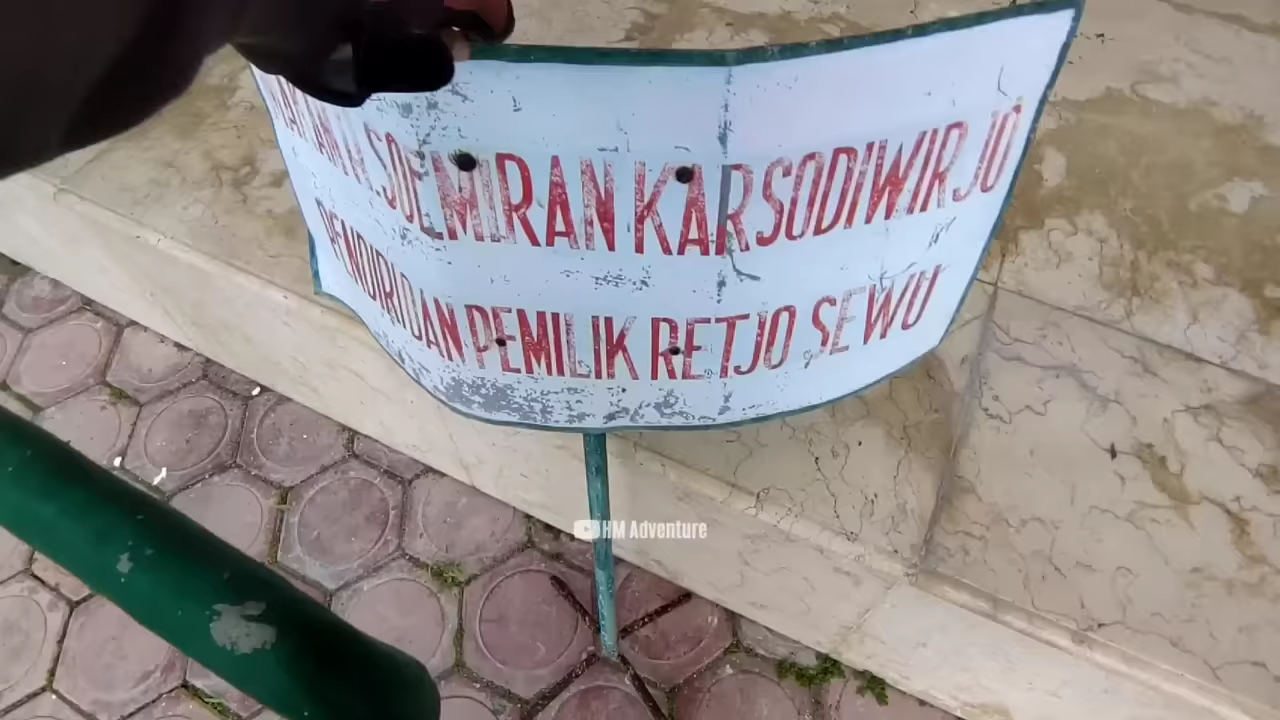 SOEMIRAN KARSODIWIRJO
PENDIRI DAN PEMILIK RETJO SEWU
HM Adventure